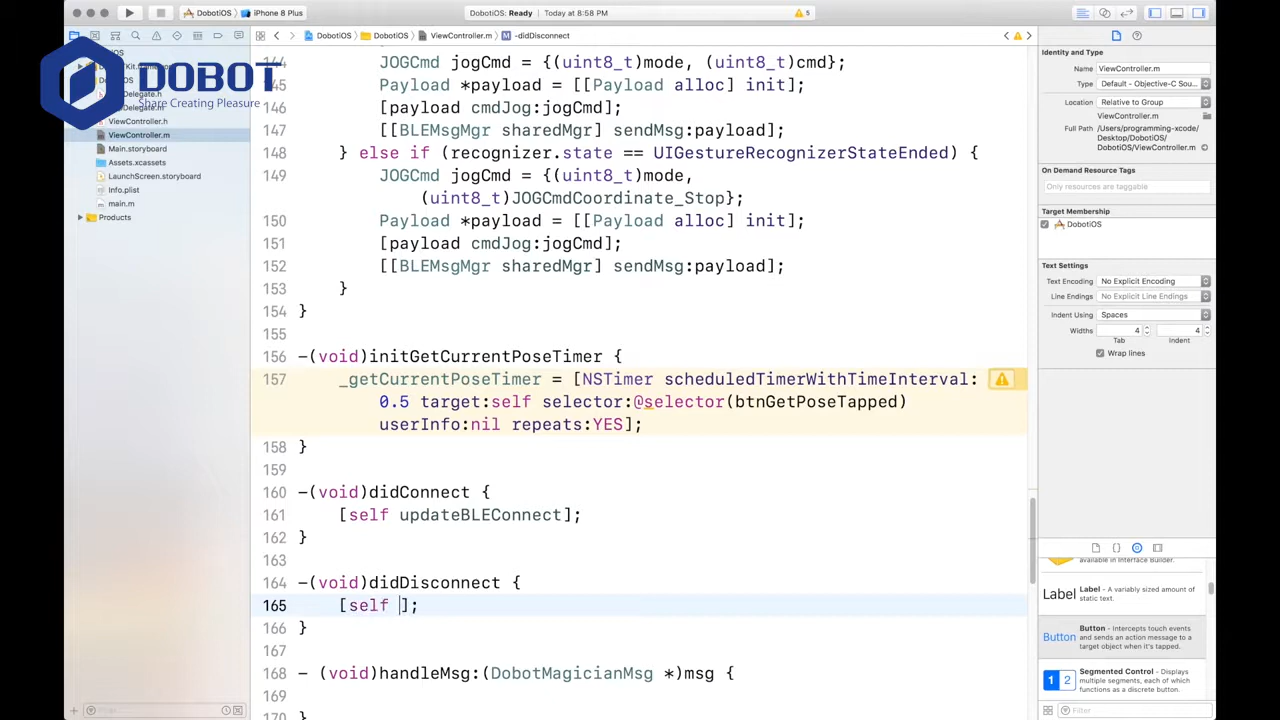 DobotiOS
iPhone 8 Plus
DobotiOS: Ready
Today at 8:58 PM
5
DobotiOS
DobotiOS
ViewController.m
M
-didDisconnect
DOBOT
Share Creating Pleasure
ViewController.h
ViewController.m
Main.storyboard
Assets.xcassets
LaunchScreen.storyboard
Info.plist
main.m
Products
144 JOGCmd jogCmd = {(uint8_t)mode, (uint8_t)cmd};
145 Payload *payload = [[Payload alloc] init];
146 [payload cmdJog:jogCmd];
147 [[BLEMsgMgr sharedMgr] sendMsg:payload];
148 } else if (recognizer.state == UIGestureRecognizerStateEnded) {
149 JOGCmd jogCmd = {(uint8_t)mode,
(uint8_t)JOGCmdCoordinate_Stop};
150 Payload *payload = [[Payload alloc] init];
151 [payload cmdJog:jogCmd];
152 [[BLEMsgMgr sharedMgr] sendMsg:payload];
153 }
154 }
155
156 -(void)initGetCurrentPoseTimer {
157 _getCurrentPoseTimer = [NSTimer scheduledTimerWithTimeInterval:
0.5 target:self selector:@selector(btnGetPoseTapped)
userInfo:nil repeats:YES];
158 }
159
160 -(void)didConnect {
161 [self updateBLEConnect];
162 }
163
164 -(void)didDisconnect {
165 [self ];
166 }
167
168 - (void)handleMsg:(DobotMagicianMsg *)msg {
169
170 }
Identity and Type
Name ViewController.m
Type Default - Objective-C Sou...
Location Relative to Group
ViewController.m
Full Path /Users/programming-xcode/
Desktop/DobotiOS/
DobotiOS/ViewController.m
On Demand Resource Tags
Only resources are taggable
Target Membership
DobotiOS
Text Settings
Text Encoding No Explicit Encoding
Line Endings No Explicit Line Endings
Indent Using Spaces
Widths 4 4
Tab Indent
Wrap lines
available in Interface Builder.
Label Label - A variably sized amount of
static text.
Button Button - Intercepts touch events
and sends an action message to a
target object when it's tapped.
1 2 Segmented Control - Displays
multiple segments, each of which
functions as a discrete button.
Filter
Filter